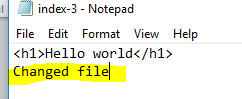 index-3 - Notepad
File Edit Format View Help
<h1>Hello world</h1>
Changed file